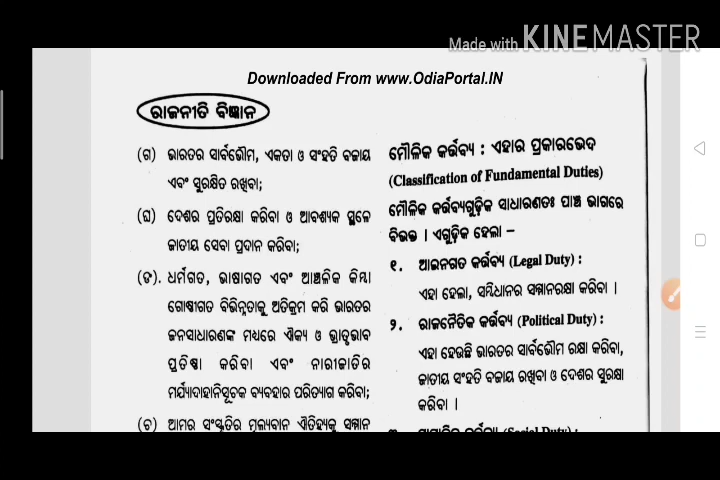 Made with KINEMASTER
Downloaded From www.OdiaPortal.IN
ରାଜନୀତି ବିଜ୍ଞାନ
(ଗ) ଭାରତର ସାର୍ବଭୌମ, ଏକତା ଓ ସଂହତି ବଜାୟ
ଏବଂ ସୁରକ୍ଷିତ ରଖିବା;
(ଘ) ଦେଶର ପ୍ରତିରକ୍ଷା କରିବା ଓ ଆବଶ୍ୟକ ସ୍ଥଳେ
ଜାତୀୟ ସେବା ପ୍ରଦାନ କରିବା;
(ଙ). ଧର୍ମଗତ, ଭାଷାଗତ ଏବଂ ଆଞ୍ଚଳିକ କିମ୍ବା
ଗୋଷ୍ଠୀଗତ ବିଭିନ୍ନତାକୁ ଅତିକ୍ରମ କରି ଭାରତର
ଜନସାଧାରଣଙ୍କ ମଧ୍ୟରେ ଐକ୍ୟ ଓ ଭ୍ରାତୃଭାବ
ପ୍ରତିଷ୍ଠା କରିବା ଏବଂ ନାରୀଜାତିର
ମର୍ଯ୍ୟାଦାହାନିସୂଚକ ବ୍ୟବହାର ପରିତ୍ୟାଗ କରିବା;
(ଚ) ଆମର ସଂସ୍କୃତିର ମୂଲ୍ୟବାନ ଐତିହ୍ୟକୁ ସମ୍ମାନ
ମୌଳିକ କର୍ତ୍ତବ୍ୟ : ଏହାର ପ୍ରକାରଭେଦ
(Classification of Fundamental Duties)
ମୌଳିକ କର୍ତ୍ତବ୍ୟଗୁଡ଼ିକ ସାଧାରଣତଃ ପାଞ୍ଚ ଭାଗରେ
ବିଭକ୍ତ । ଏଗୁଡ଼ିକ ହେଲା –
୧. ଆଇନଗତ କର୍ତ୍ତବ୍ୟ (Legal Duty) :
ଏହା ହେଲା, ସମ୍ବିଧାନର ସମ୍ମାନରକ୍ଷା କରିବା ।
୨. ରାଜନୈତିକ କର୍ତ୍ତବ୍ୟ (Political Duty) :
ଏହା ହେଉଛି ଭାରତର ସାର୍ବଭୌମ ରକ୍ଷା କରିବା,
ଜାତୀୟ ସଂହତି ବଜାୟ ରଖିବା ଓ ଦେଶର ସୁରକ୍ଷା
କରିବା ।
(Social Duty) :